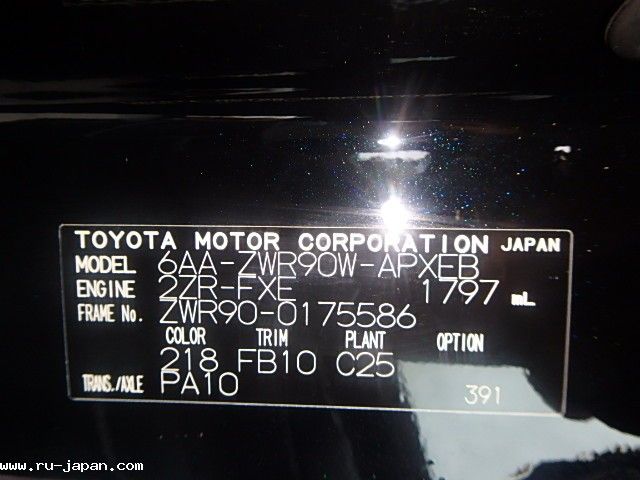 TOYOTA MOTOR CORPORATION JAPAN
MODEL 6AA-ZWR90W-APXEB
ENGINE 2ZR-FXE 1797 mL
FRAME No. ZWR90-0175586
COLOR TRIM PLANT OPTION
218 FB10 C25
TRANS./AXLE PA10 391
www.ru-japan.com